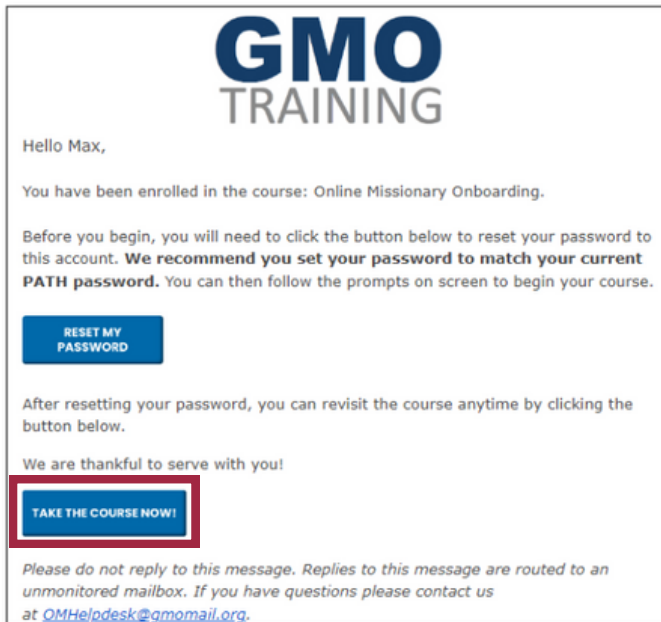 GMO
TRAINING
Hello Max,
You have been enrolled in the course: Online Missionary Onboarding.
Before you begin, you will need to click the button below to reset your password to
this account. We recommend you set your password to match your current
PATH password. You can then follow the prompts on screen to begin your course.
RESET MY
PASSWORD
After resetting your password, you can revisit the course anytime by clicking the
button below.
We are thankful to serve with you!
TAKE THE COURSE NOW!
Please do not reply to this message. Replies to this message are routed to an
unmonitored mailbox. If you have questions please contact us
at OMHelpdesk@gmomail.org.